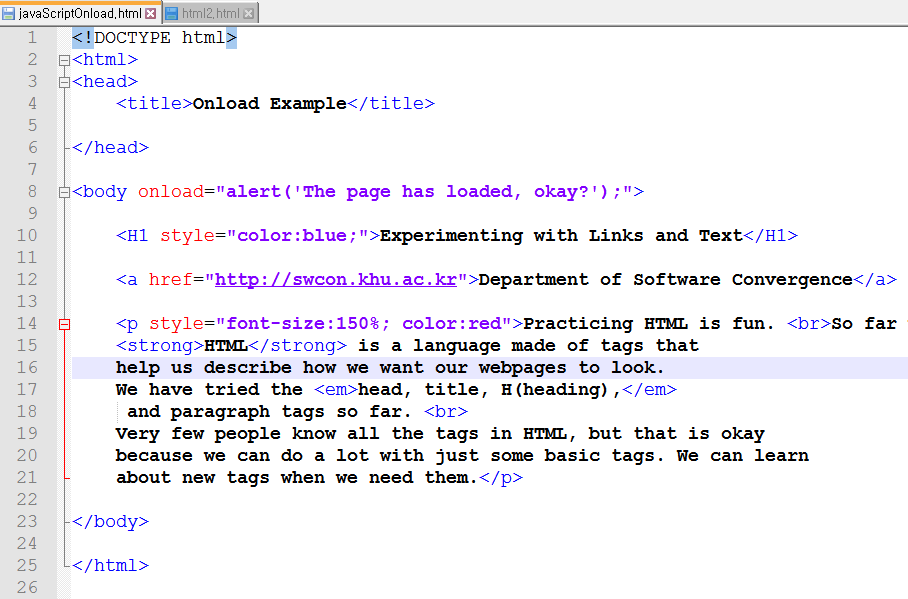 javaScriptOnload.html html2.html
1 <!DOCTYPE html>
2 <html>
3 <head>
4 <title>Onload Example</title>
5
6 </head>
7
8 <body onload="alert('The page has loaded, okay?');">
9
10 <H1 style="color:blue;">Experimenting with Links and Text</H1>
11
12 <a href="http://swcon.khu.ac.kr">Department of Software Convergence</a>
13
14 <p style="font-size:150%; color:red">Practicing HTML is fun. <br>So far
15 <strong>HTML</strong> is a language made of tags that
16 help us describe how we want our webpages to look.
17 We have tried the <em>head, title, H(heading),</em>
18 and paragraph tags so far. <br>
19 Very few people know all the tags in HTML, but that is okay
20 because we can do a lot with just some basic tags. We can learn
21 about new tags when we need them.</p>
22
23 </body>
24
25 </html>
26